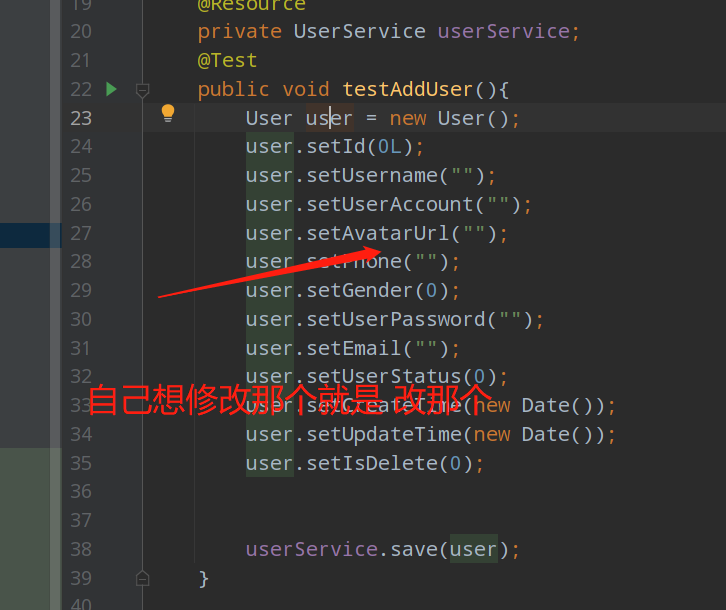 19 @Resource
20 private UserService userService;
21 @Test
22 public void testAddUser(){
23 User user = new User();
24 user.setId(0L);
25 user.setUsername("");
26 user.setUserAccount("");
27 user.setAvatarUrl("");
28 user.setPhone("");
29 user.setGender(0);
30 user.setUserPassword("");
31 user.setEmail("");
32 user.setUserStatus(0);
自己想修改那个就是 改那个
33 user.setCreateTime(new Date());
34 user.setUpdateTime(new Date());
35 user.setIsDelete(0);
36
37
38 userService.save(user);
39 }
40